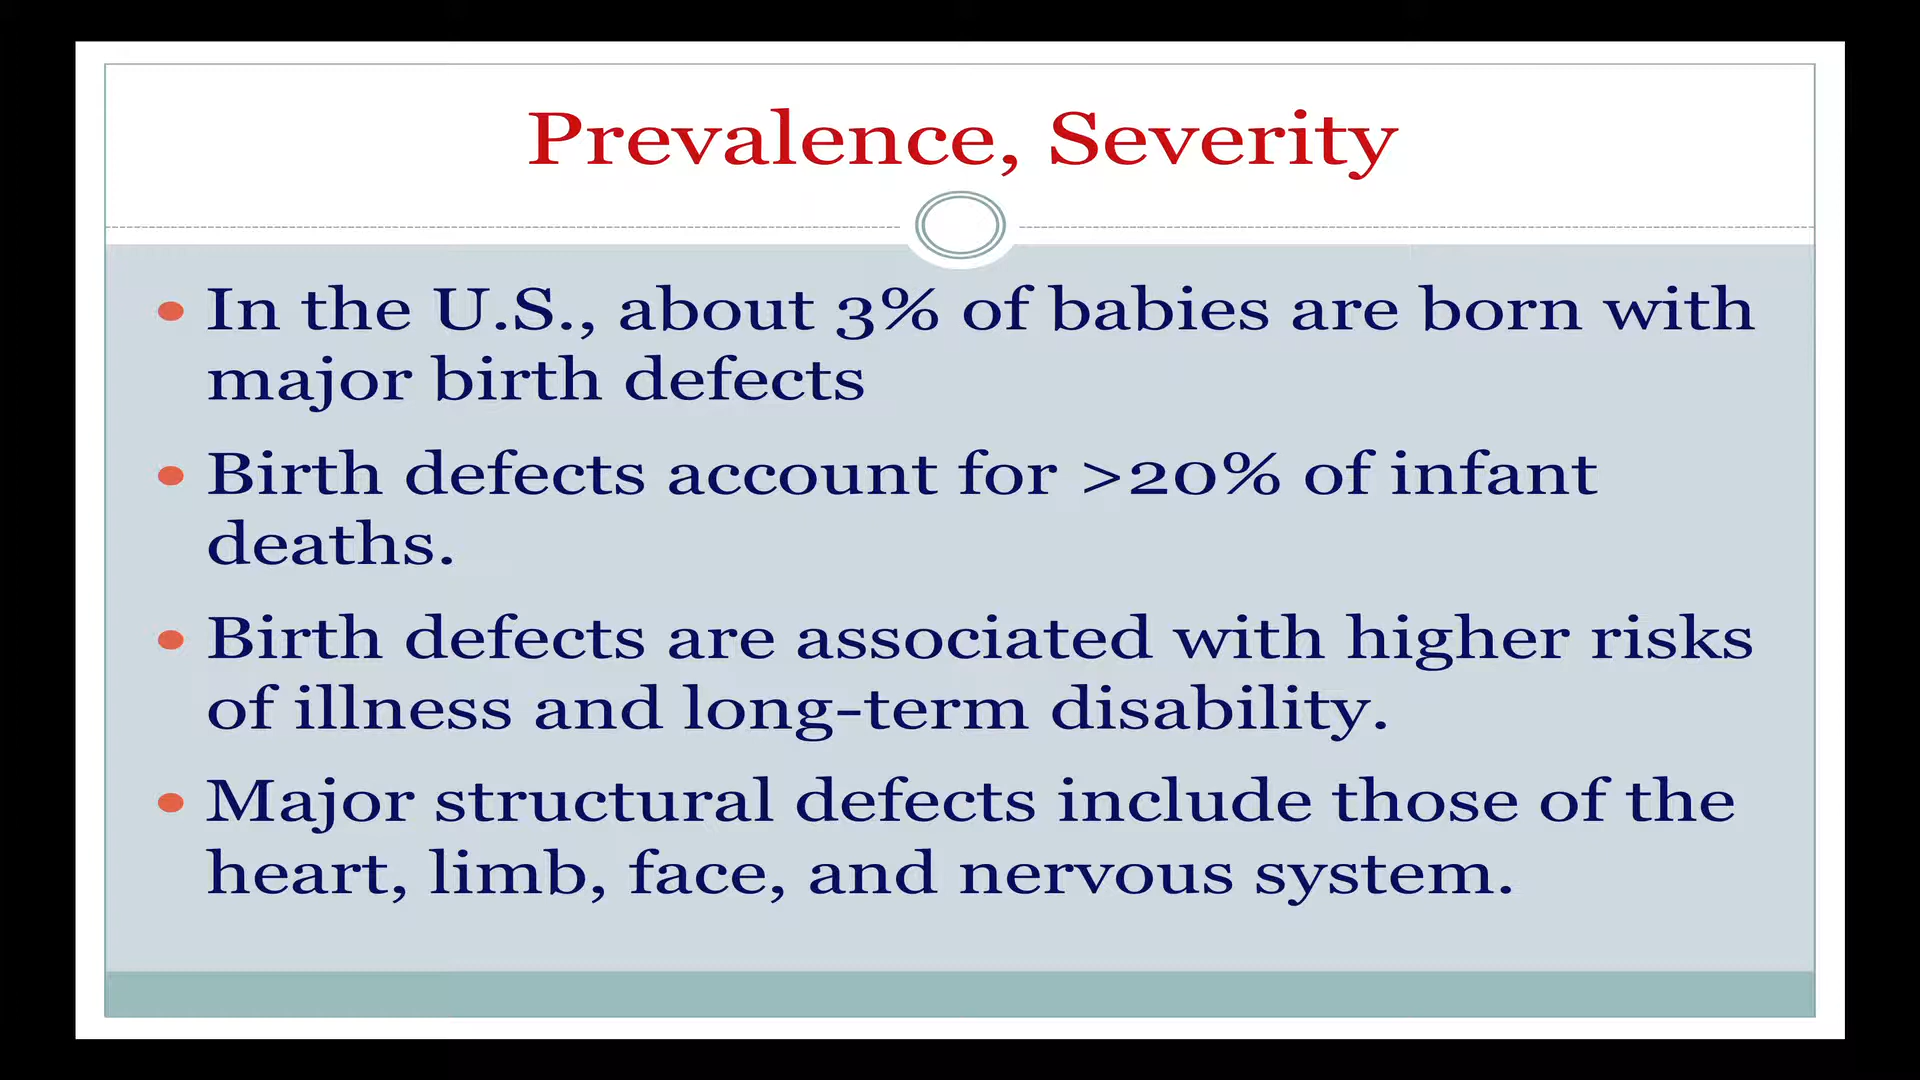 Prevalence, Severity
• In the U.S., about 3% of babies are born with
major birth defects
• Birth defects account for >20% of infant
deaths.
• Birth defects are associated with higher risks
of illness and long-term disability.
• Major structural defects include those of the
heart, limb, face, and nervous system.